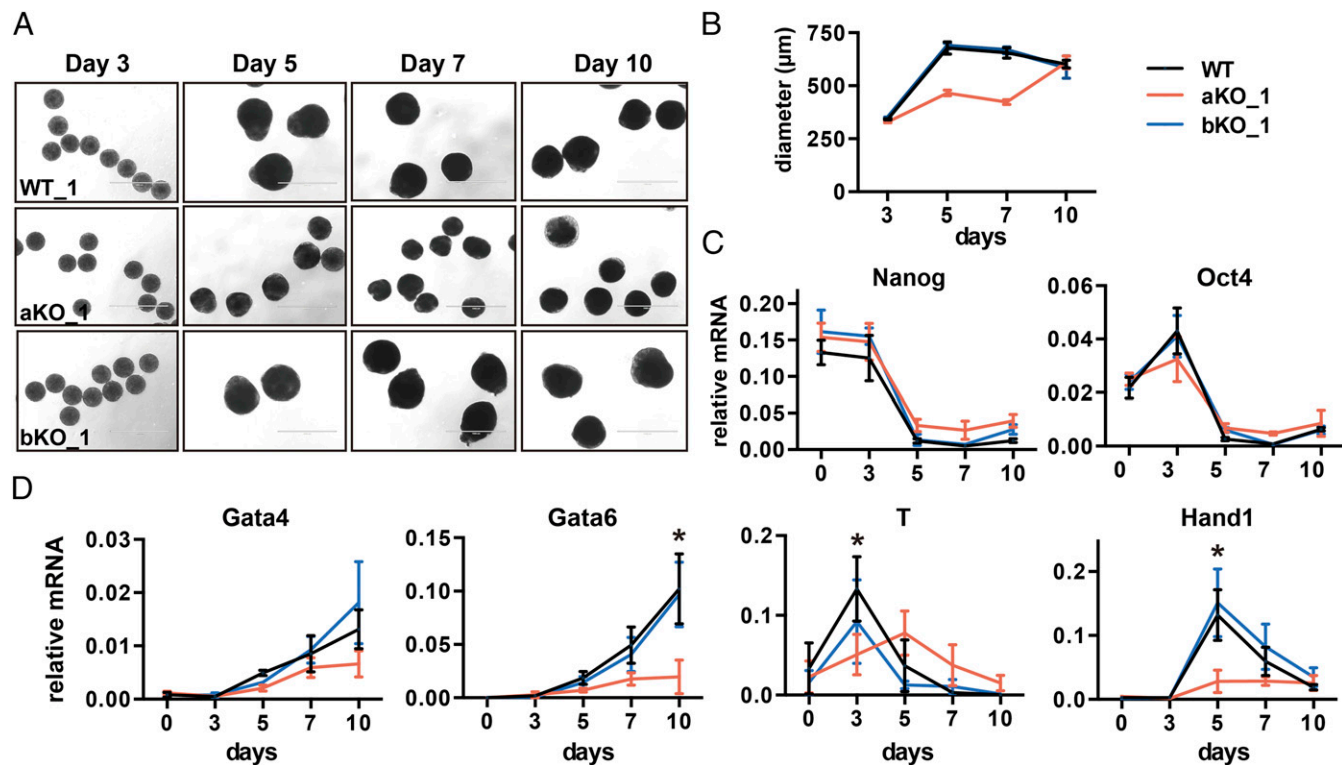 A
Day 3 Day 5 Day 7 Day 10
WT_1
aKO_1
bKO_1
B
diameter (µm)
750
500
250
0
3 5 7 10
days
WT
aKO_1
bKO_1
C
Nanog
relative mRNA
0.20
0.15
0.10
0.05
0.00
0 3 5 7 10
Oct4
0.06
0.04
0.02
0.00
0 3 5 7 10
D
Gata4
relative mRNA
0.03
0.02
0.01
0.00
0 3 5 7 10
days
Gata6
0.15
0.10
0.05
0.00
*
0 3 5 7 10
days
T
0.2
0.1
0.0
*
0 3 5 7 10
days
Hand1
0.2
0.1
0.0
*
0 3 5 7 10
days